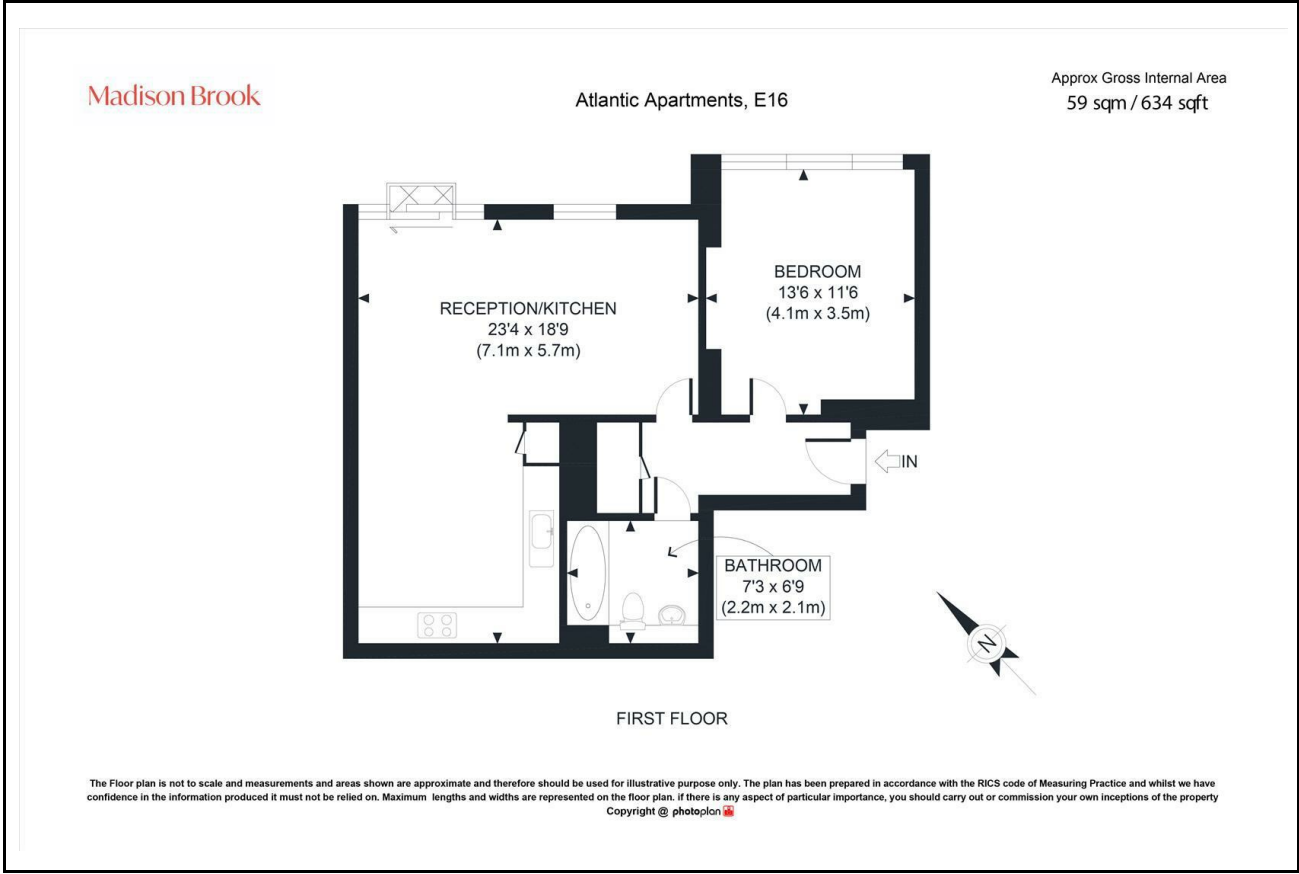 Madison Brook
Atlantic Apartments, E16
Approx Gross Internal Area
59 sqm / 634 sqft
BEDROOM
13'6 x 11'6
(4.1m x 3.5m)
RECEPTION/KITCHEN
23'4 x 18'9
(7.1m x 5.7m)
IN
BATHROOM
7'3 x 6'9
(2.2m x 2.1m)
N
FIRST FLOOR
The Floor plan is not to scale and measurements and areas shown are approximate and therefore should be used for illustrative purpose only. The plan has been prepared in accordance with the RICS code of Measuring Practice and whilst we have
confidence in the information produced it must not be relied on. Maximum lengths and widths are represented on the floor plan. if there is any aspect of particular importance, you should carry out or commission your own inceptions of the property
Copyright @ photoplan